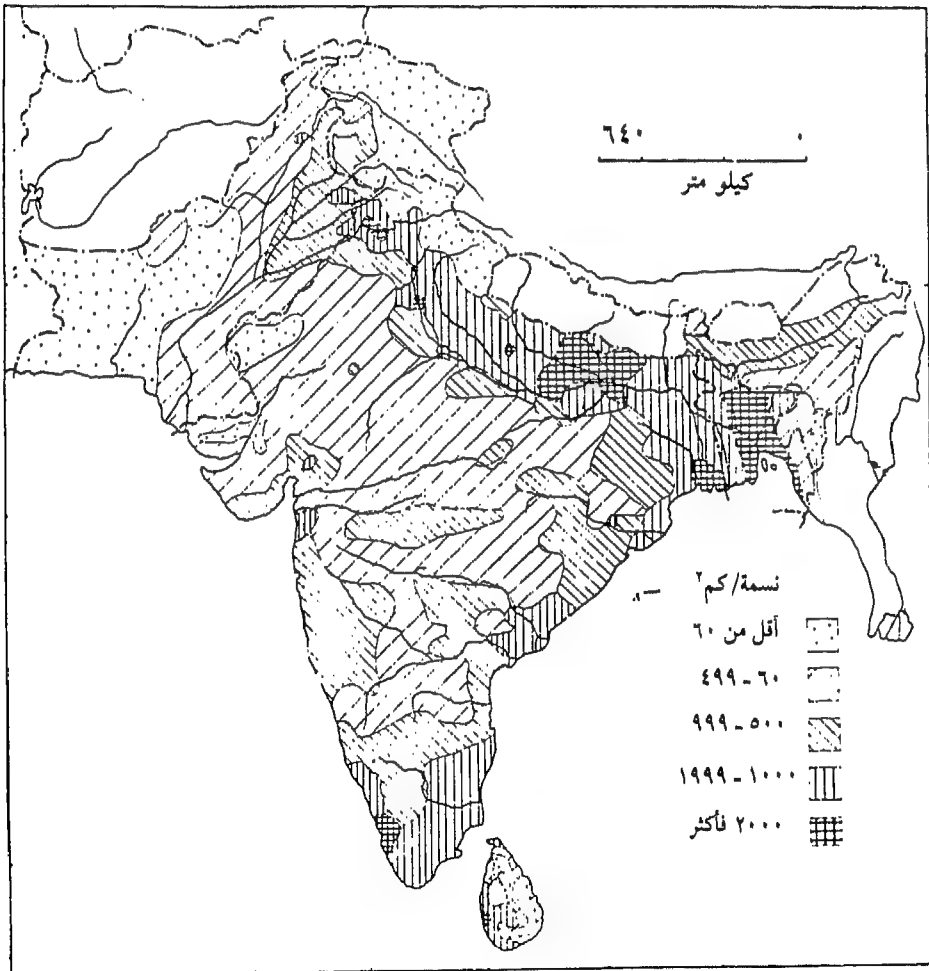 ٦٤٠ ٠
كيلو متر
نسمة/كم٢
أقل من ٦٠
٦٠-٤٩٩
٥٠٠-٩٩٩
١٠٠٠-١٩٩٩
٢٠٠٠ فأكثر